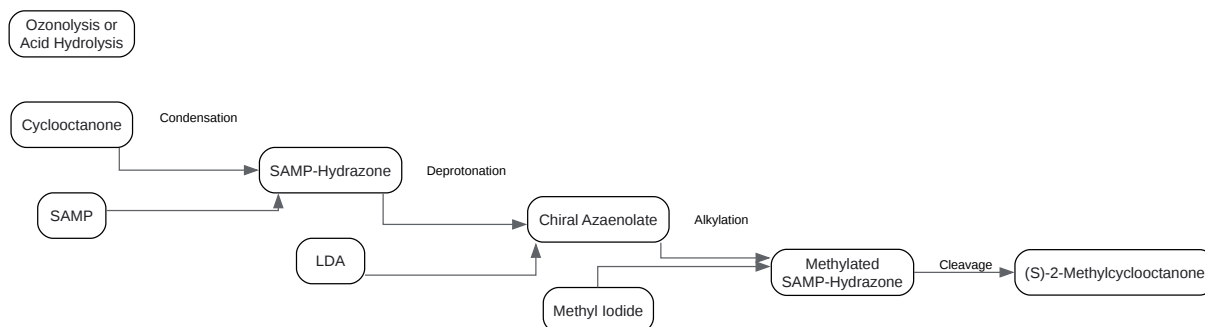 Ozonolysis or
Acid Hydrolysis
Cyclooctanone
Condensation
SAMP-Hydrazone
Deprotonation
SAMP
Chiral Azaenolate
Alkylation
LDA
Methylated
SAMP-Hydrazone
Cleavage
(S)-2-Methylcyclooctanone
Methyl Iodide